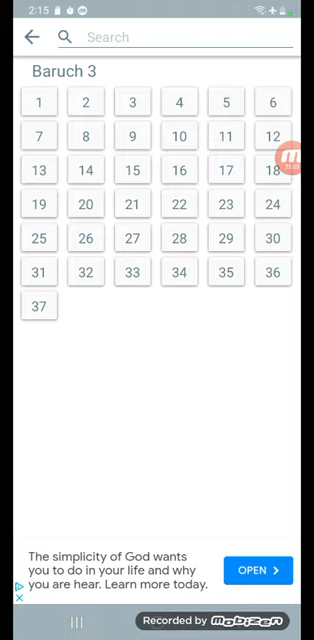 2:15
Search
Baruch 3
1 2 3 4 5 6
7 8 9 10 11 12
13 14 15 16 17 18
19 20 21 22 23 24
25 26 27 28 29 30
31 32 33 34 35 36
37
The simplicity of God wants
you to do in your life and why
you are hear. Learn more today.
OPEN
Recorded by mobizen